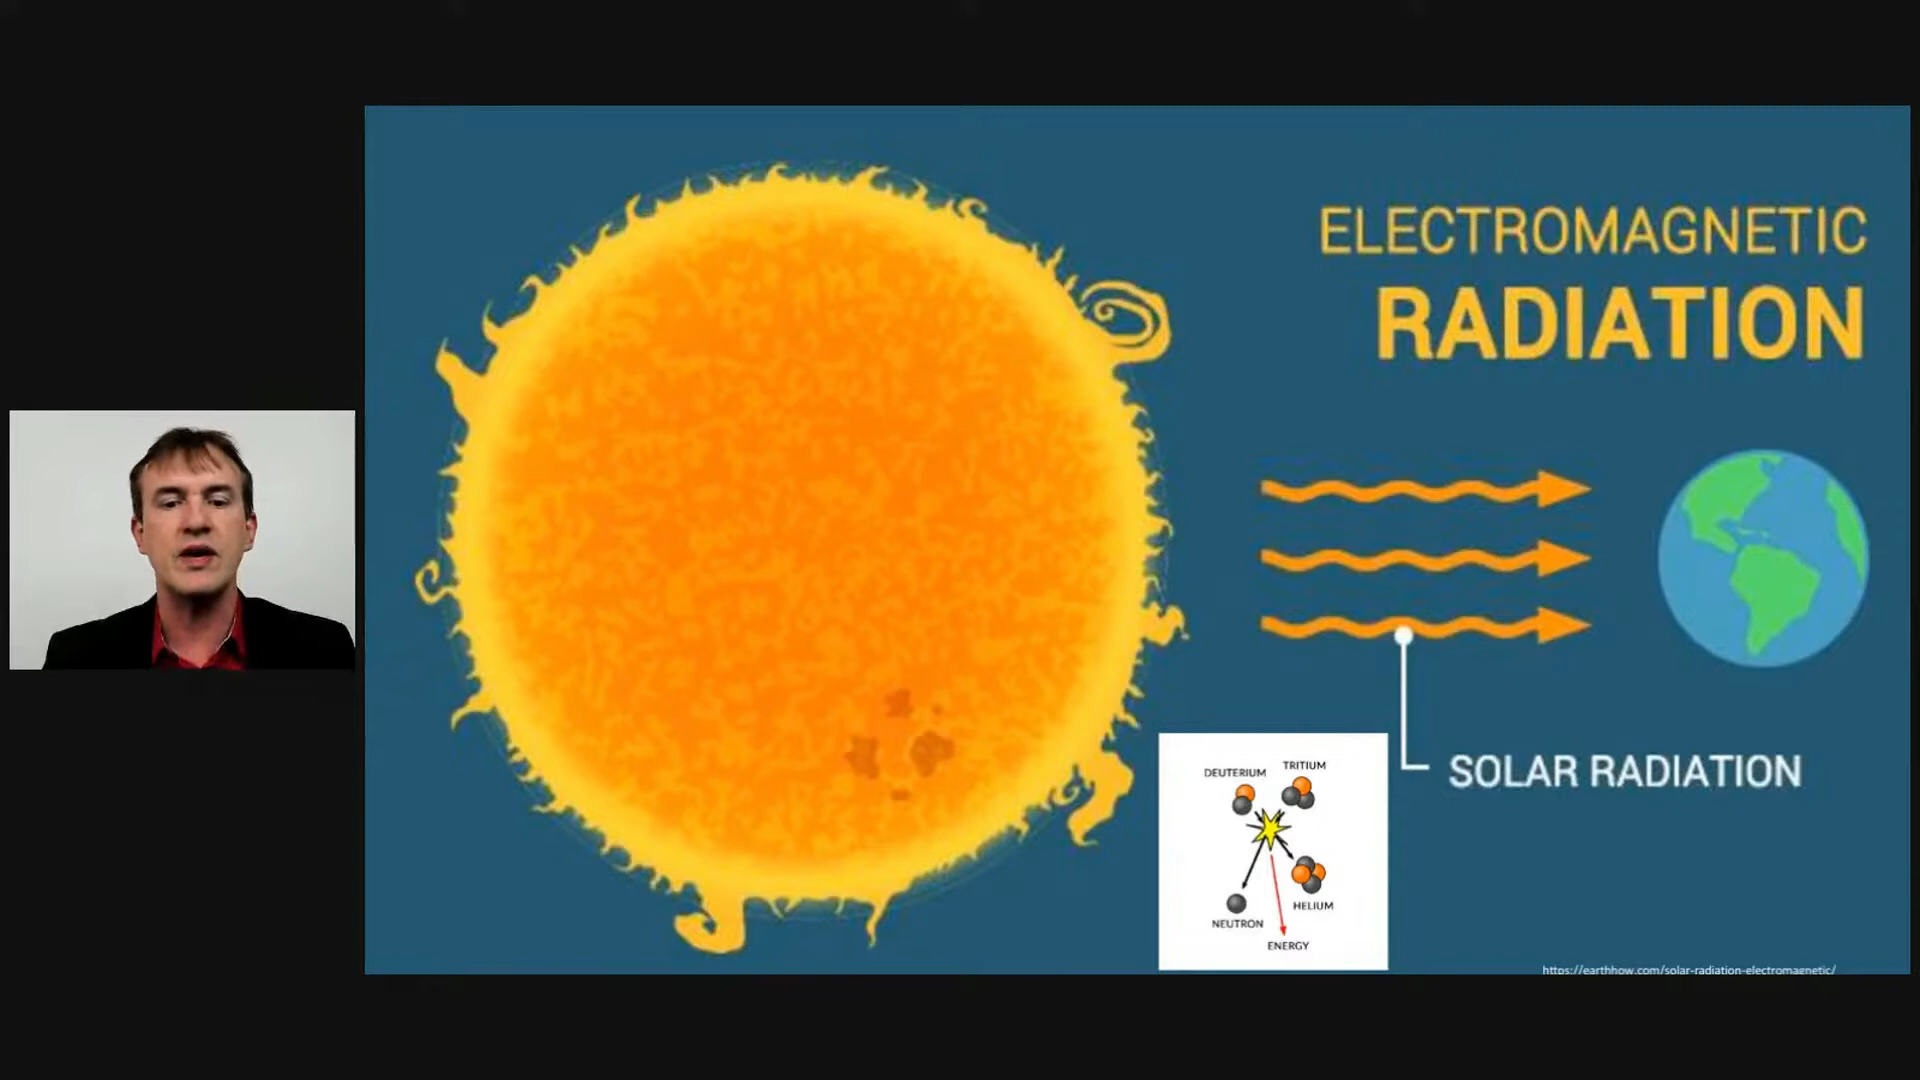 ELECTROMAGNETIC
RADIATION
SOLAR RADIATION
DEUTERIUM
TRITIUM
HELIUM
NEUTRON
ENERGY
https://earthhow.com/solar-radiation-electromagnetic/